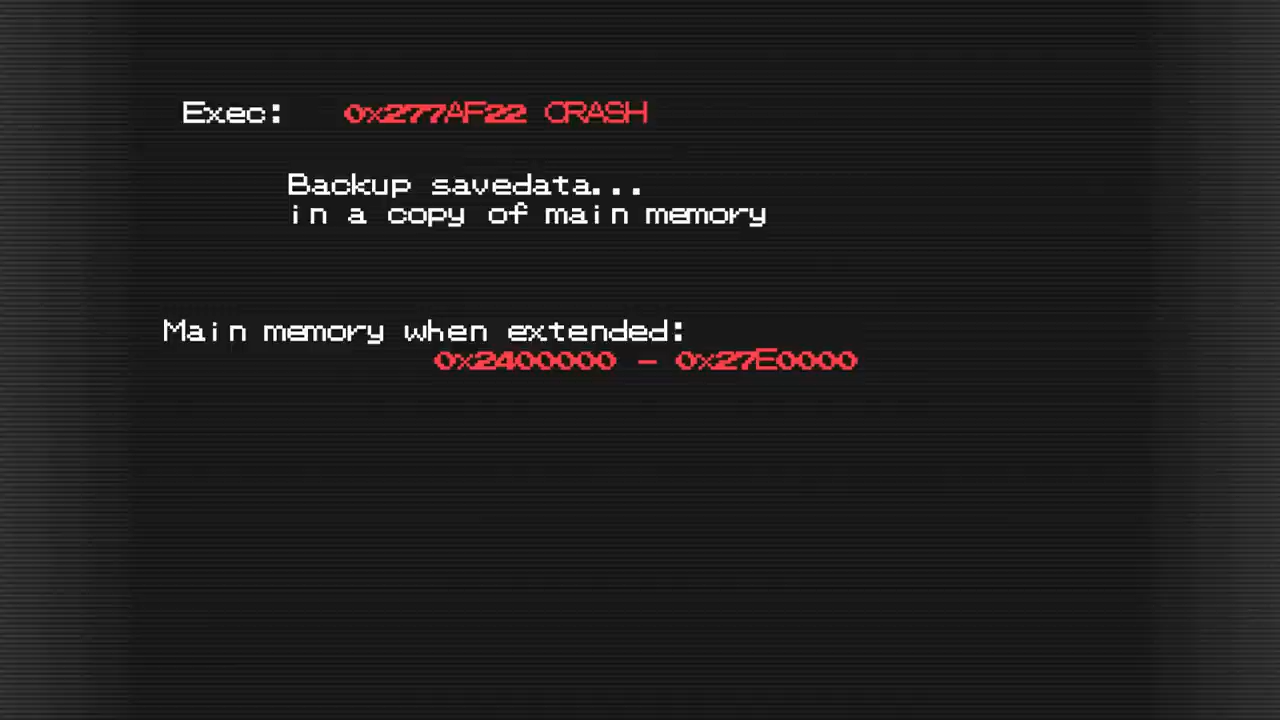 Exec: 0x277AF22 CRASH
Backup savedata...
in a copy of main memory
Main memory when extended:
0x2400000 - 0x27E0000